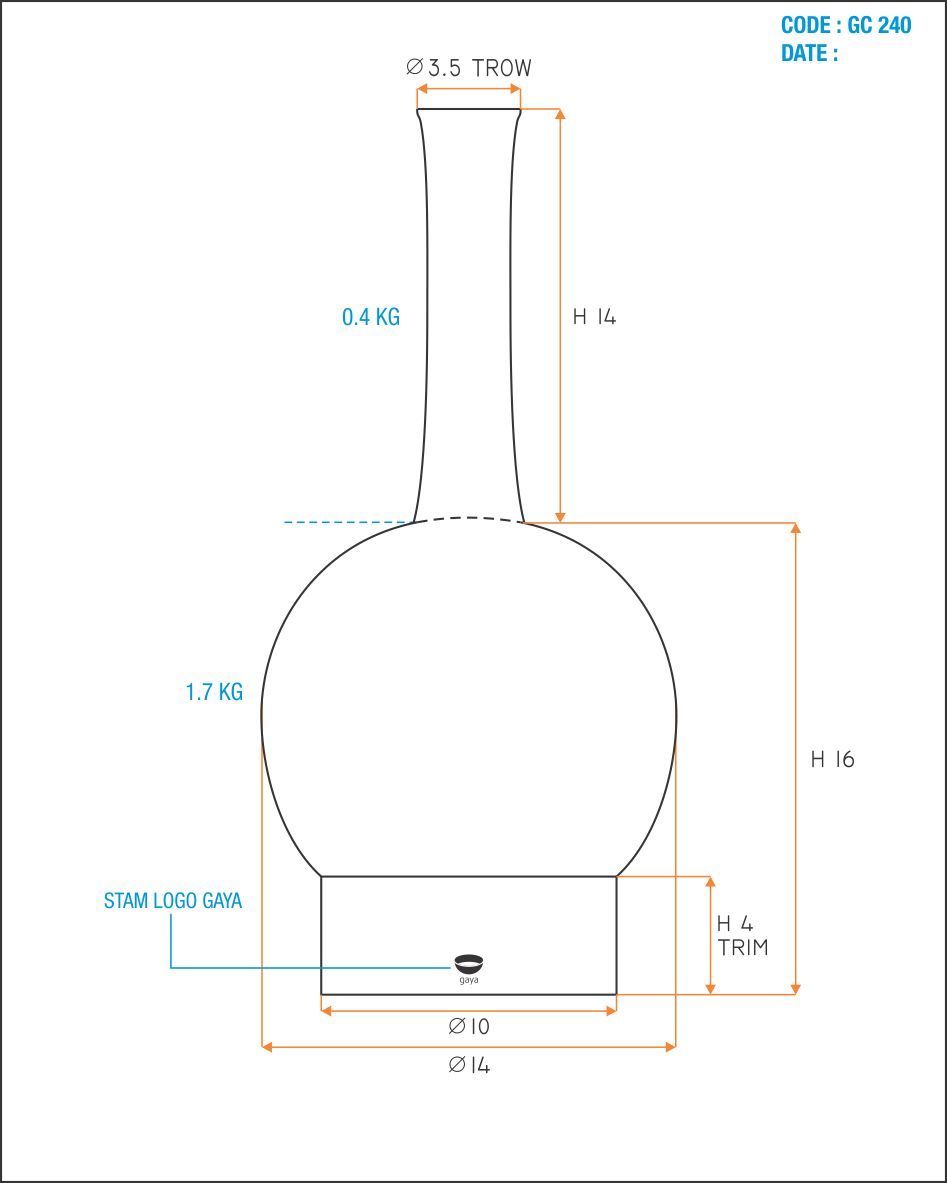 CODE : GC 240
DATE :
∅ 3.5 TROW
0.4 KG
H 14
1.7 KG
H 16
STAM LOGO GAYA
H 4
TRIM
gaya
∅ 10
∅ 14